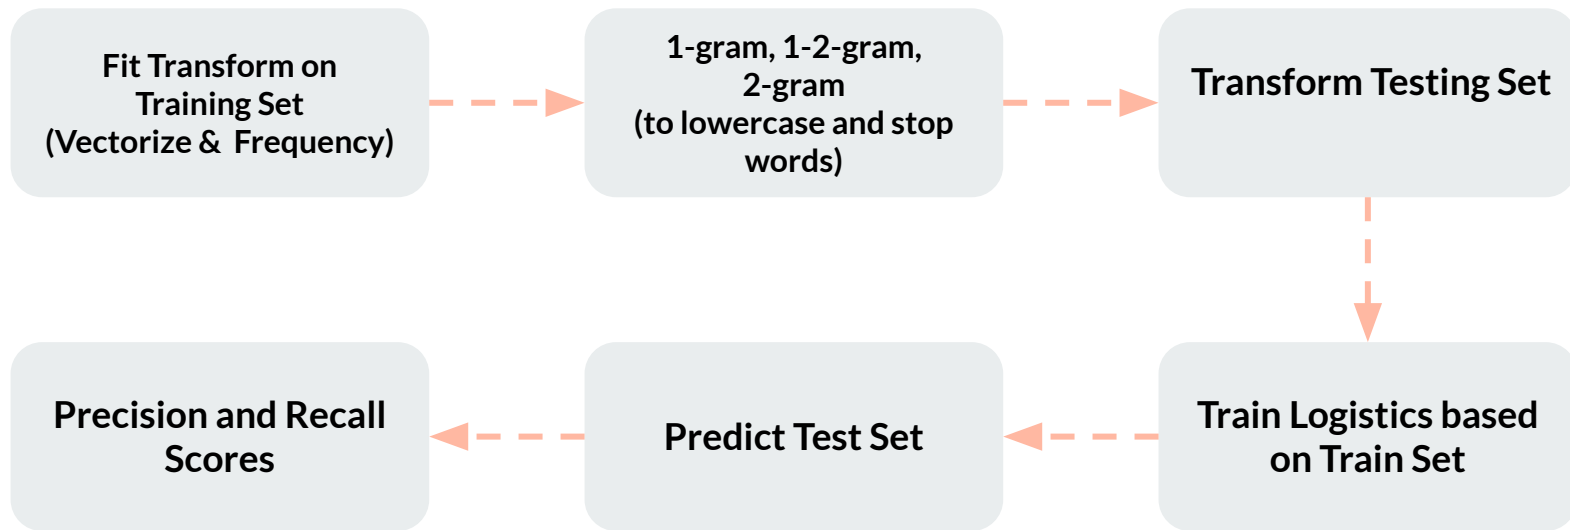 Fit Transform on
Training Set
(Vectorize & Frequency)
1-gram, 1-2-gram,
2-gram
(to lowercase and stop
words)
Transform Testing Set
Train Logistics based
on Train Set
Predict Test Set
Precision and Recall
Scores